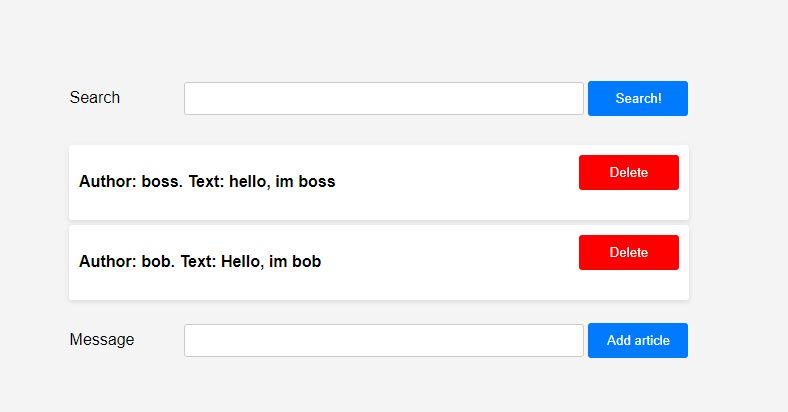 Search Search!
Author: boss. Text: hello, im boss Delete
Author: bob. Text: Hello, im bob Delete
Message Add article